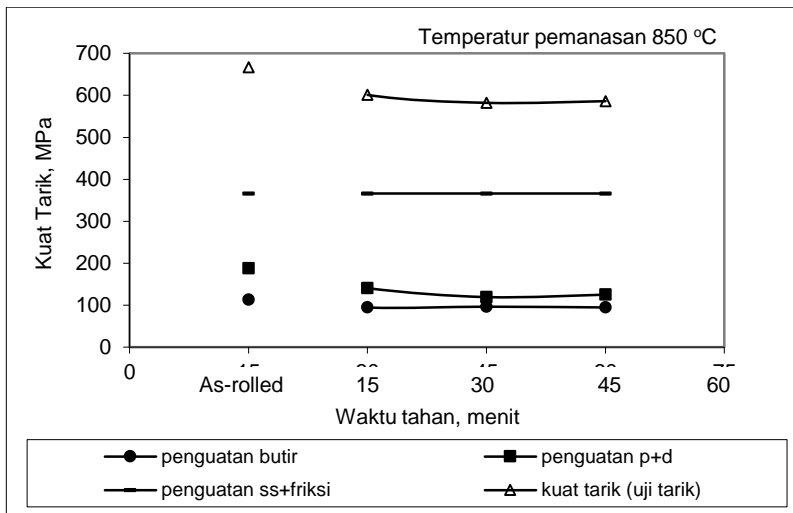 Temperatur pemanasan 850 °C
700
600
500
400
300
200
100
0
Kuat Tarik, MPa
0 As-rolled 15 30 45 60
Waktu tahan, menit
penguatan butir penguatan p+d
penguatan ss+friksi kuat tarik (uji tarik)